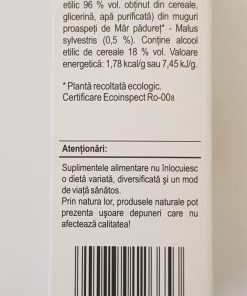 etilic 96 % vol. obținut din cereale,
glicerină, apă purificată) din muguri
proaspeți de Măr pădureț* - Malus
sylvestris (0,5 %). Conține alcool
etilic de cereale 18 % vol. Valoare
energetică: 1,78 kcal/g sau 7,45 kJ/g.
*Plantă recoltată ecologic.
Certificare Ecoinspect Ro-008
Atenționări:
Suplimentele alimentare nu înlocuiesc
o dietă variată, diversificată și un mod
de viață sănătos.
Prin natura lor, produsele naturale pot
prezenta ușoare depuneri care nu
afectează calitatea!